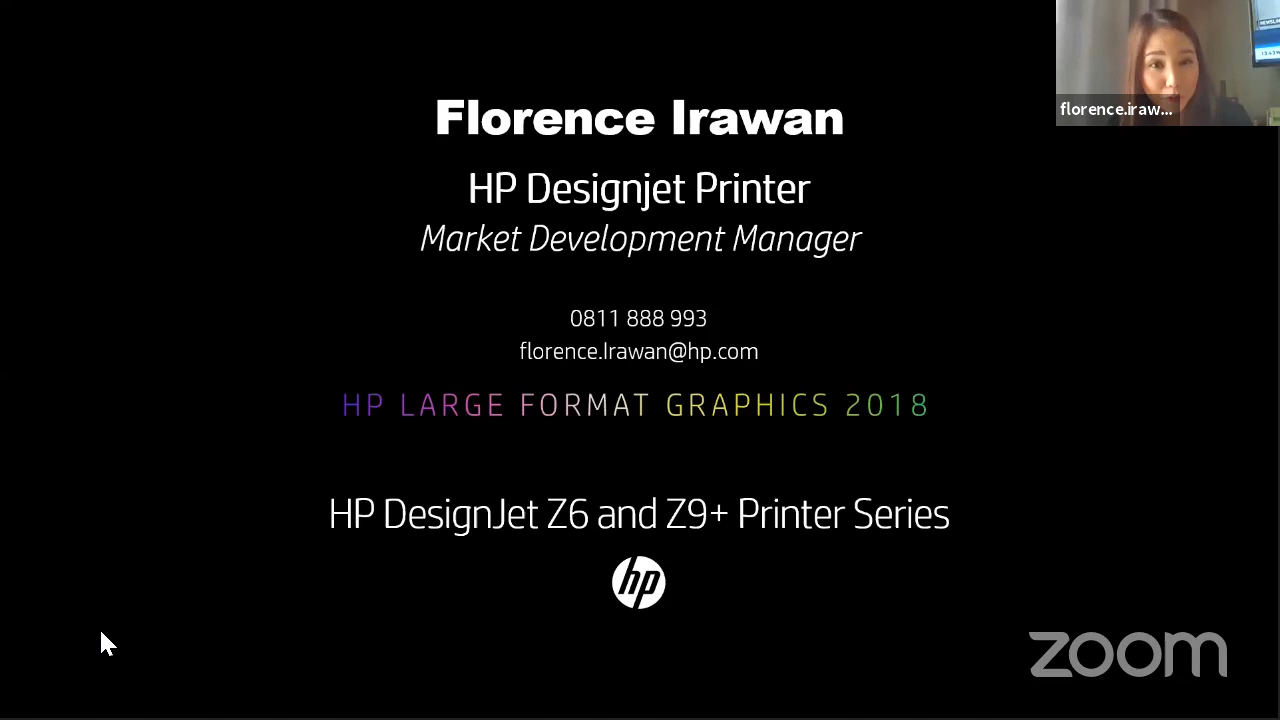 Florence Irawan
HP Designjet Printer
Market Development Manager
0811 888 993
florence.Irawan@hp.com
HP LARGE FORMAT GRAPHICS 2018
HP DesignJet Z6 and Z9+ Printer Series
hp
florence.iraw...
zoom